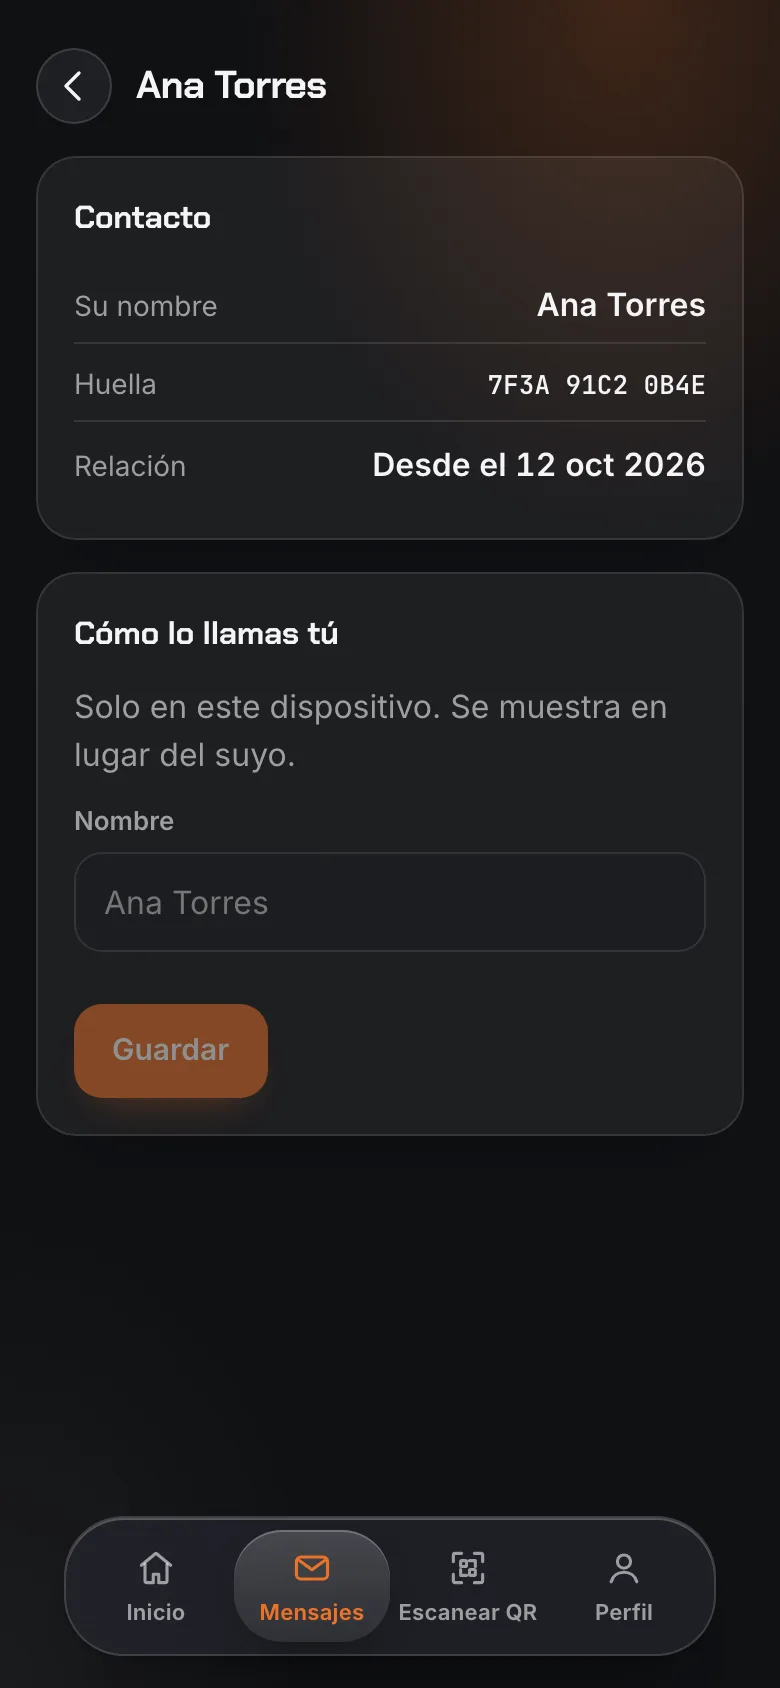 Ana Torres
Contacto
Su nombre Ana Torres
Huella 7F3A 91C2 0B4E
Relación Desde el 12 oct 2026
Cómo lo llamas tú
Solo en este dispositivo. Se muestra en
lugar del suyo.
Nombre
Ana Torres
Guardar
Inicio Mensajes Escanear QR Perfil